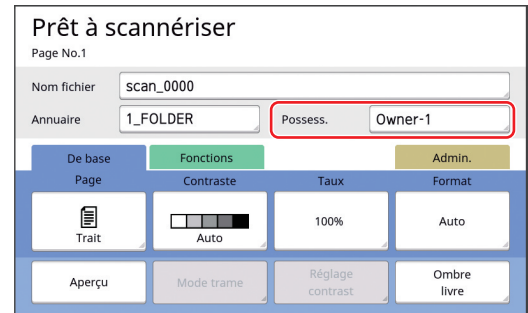 Prêt à scannériser
Page No.1
Nom fichier scan_0000
Annuaire 1_FOLDER Possess. Owner-1
De base Fonctions Admin.
Page Contraste Taux Format
Trait Auto 100% Auto
Aperçu Mode trame Réglage contrast Ombre livre